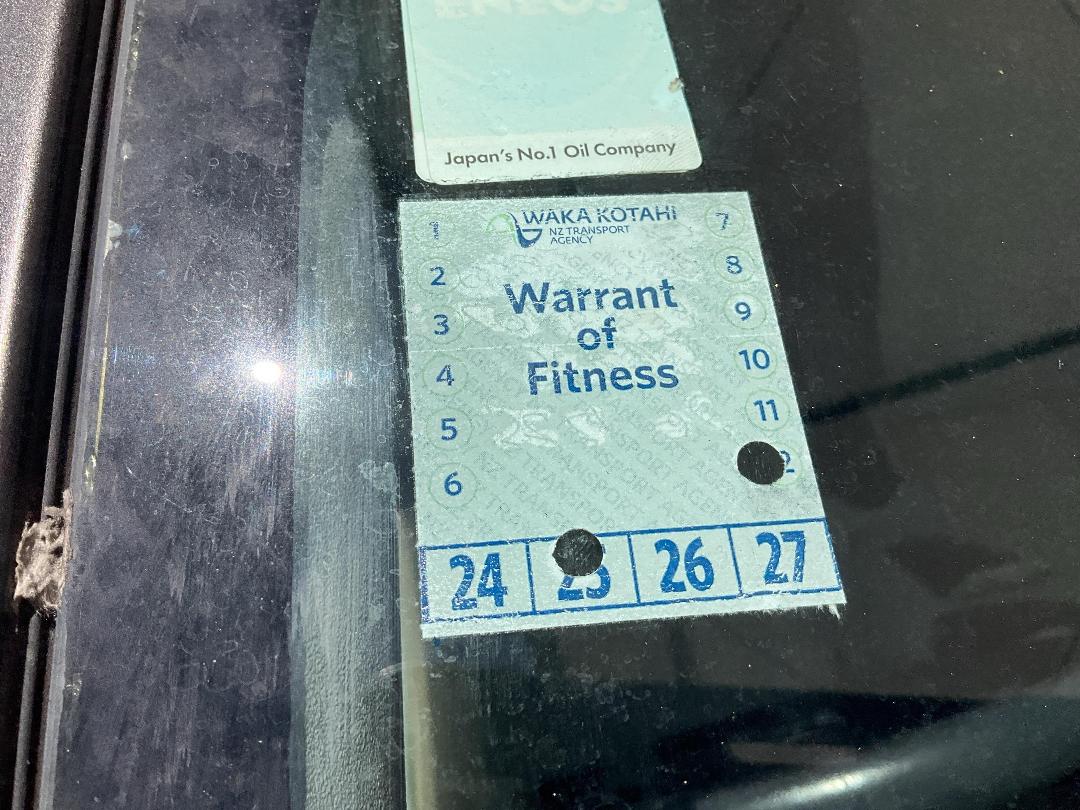 Japan's No.1 Oil Company
WAKA KOTAHI
NZ TRANSPORT
AGENCY
Warrant
of
Fitness
1
2
3
4
5
6
7
8
9
10
11
24 26 27